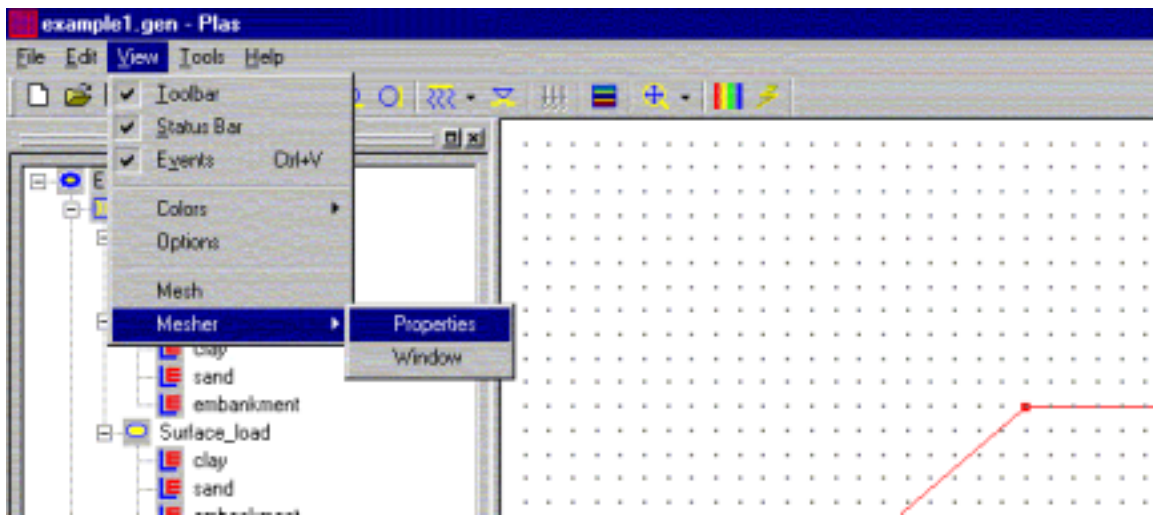 example1.gen - Plas
File Edit View Tools Help
Toolbar
Status Bar
Events Ctrl+V
E
Colors
Options
Mesh
Mesher Properties
Window
clay
sand
embankment
Surface_load
clay
sand
embankment